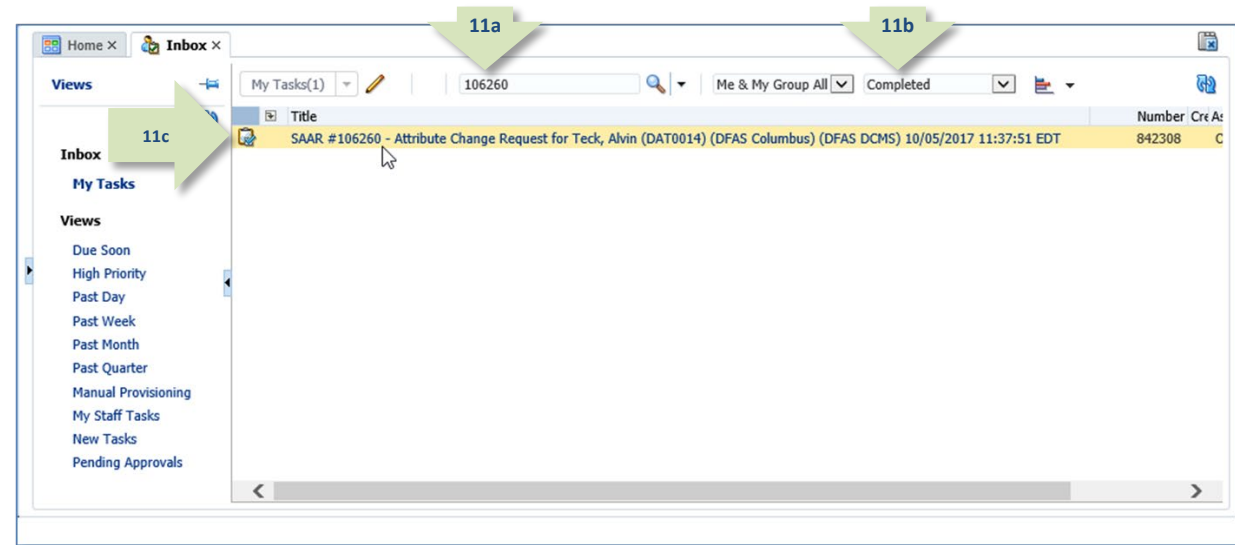 11a
11b
Home ×
Inbox ×
Views
My Tasks(1)
106260
Me & My Group All
Completed
Title
Number
Cre
As
11c
SAAR #106260 - Attribute Change Request for Teck, Alvin (DAT0014) (DFAS Columbus) (DFAS DCMS) 10/05/2017 11:37:51 EDT
842308
C
Inbox
My Tasks
Views
Due Soon
High Priority
Past Day
Past Week
Past Month
Past Quarter
Manual Provisioning
My Staff Tasks
New Tasks
Pending Approvals